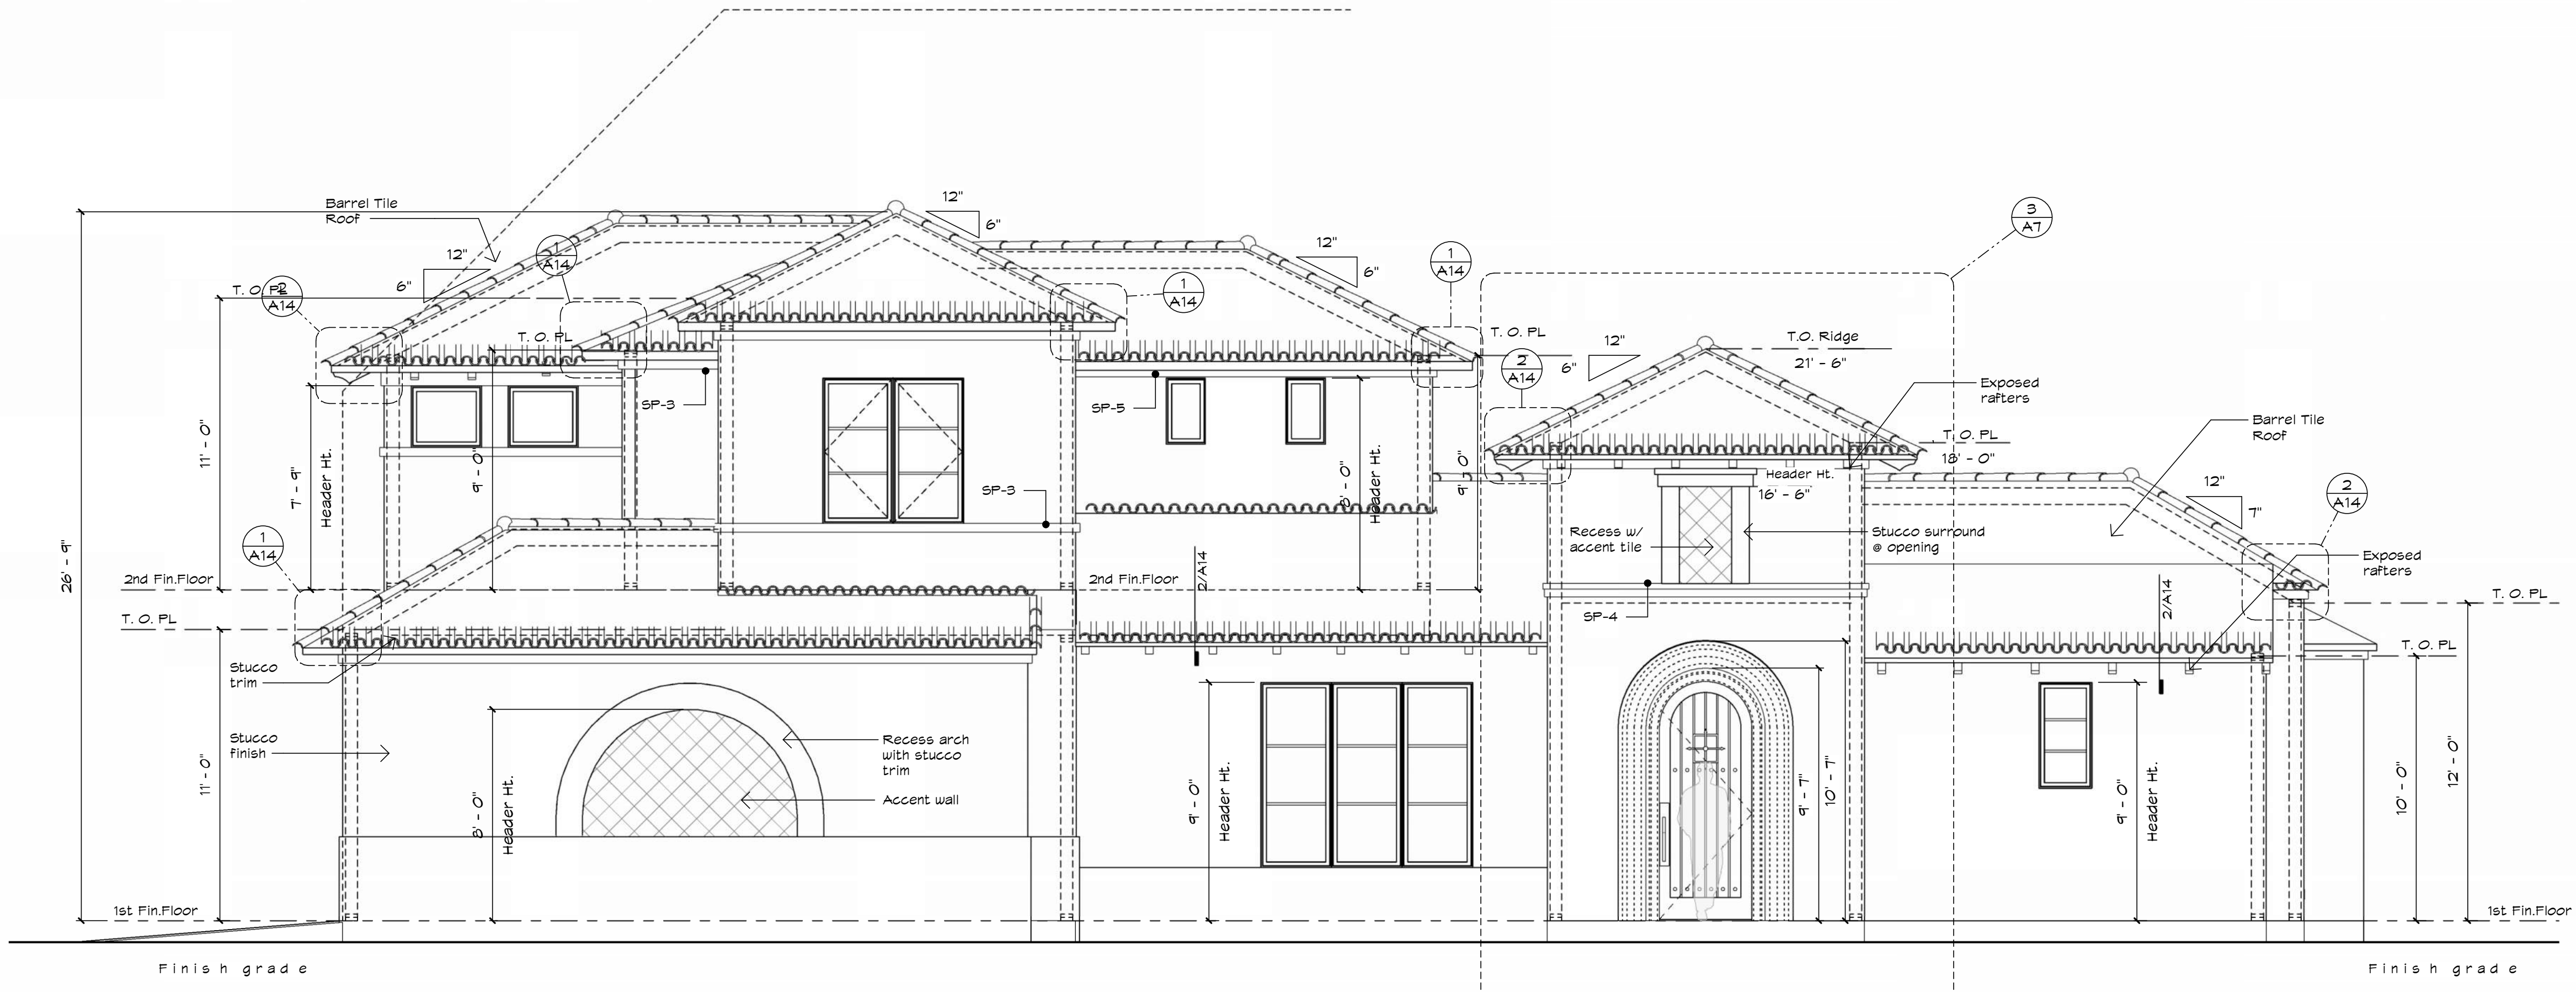 12"
6"
3
A7
Barrel Tile
Roof
12"
6"
1
A14
12"
6"
1
A14
T. O. PL
2
A14
1
A14
T. O. PL
12"
6"
T.O. Ridge
21' - 6"
2
A14
T. O. PL
Exposed
rafters
SP-3
SP-5
Barrel Tile
Roof
11' - 0"
7' - 9"
Header Ht.
9' - 0"
8' - 0"
Header Ht.
9' - 0"
T. O. PL
18' - 0"
Header Ht.
16' - 6"
12"
7"
2
A14
SP-3
Recess w/
accent tile
Stucco surround
@ opening
Exposed
rafters
1
A14
26' - 9"
2nd Fin.Floor
2nd Fin.Floor
2/A14
2/A14
T. O. PL
SP-4
T. O. PL
T. O. PL
Stucco
trim
Stucco
finish
Recess arch
with stucco
trim
Accent wall
11' - 0"
8' - 0"
Header Ht.
9' - 0"
Header Ht.
9' - 7"
10' - 7"
9' - 0"
Header Ht.
10' - 0"
12' - 0"
1st Fin.Floor
1st Fin.Floor
Finish grade
Finish grade